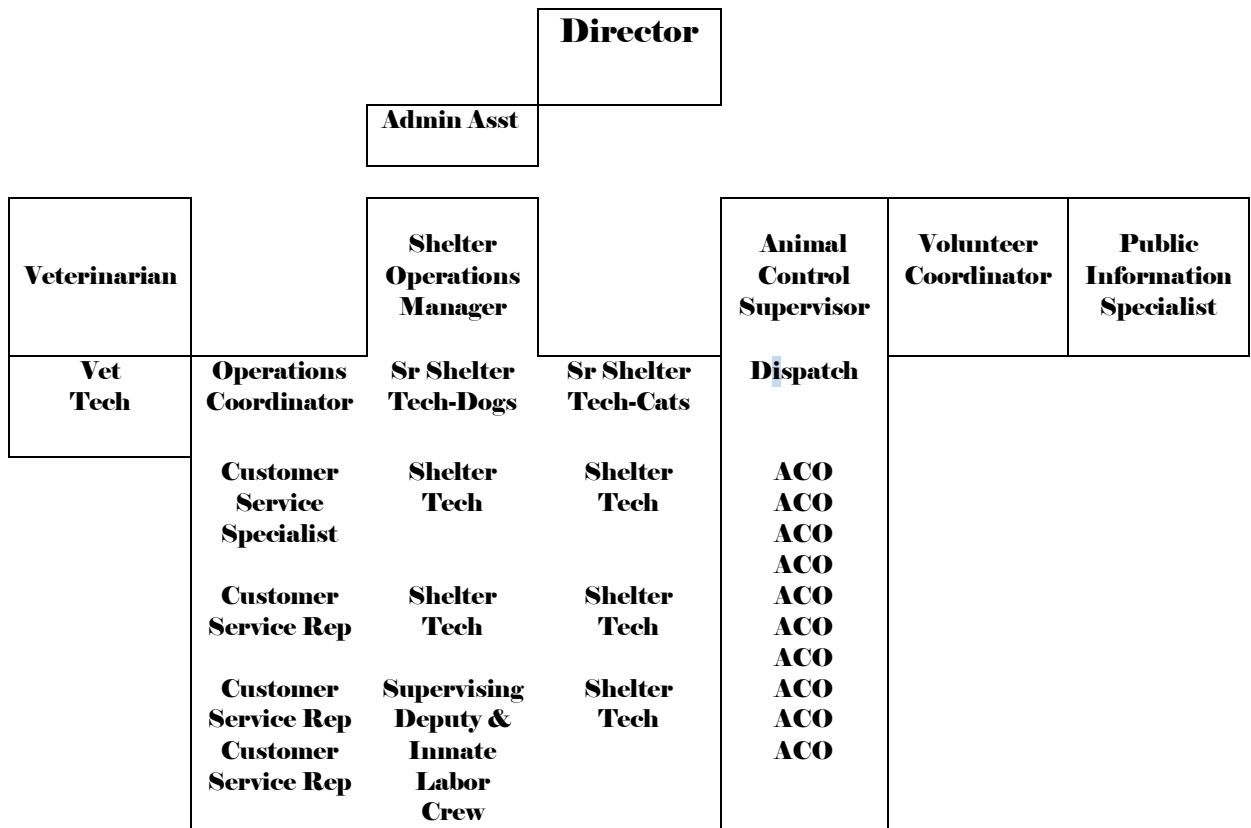 Director
Admin Asst
Veterinarian
Shelter
Operations
Manager
Animal
Control
Supervisor
Volunteer
Coordinator
Public
Information
Specialist
Vet
Tech
Operations
Coordinator
Sr Shelter
Tech-Dogs
Sr Shelter
Tech-Cats
Dispatch
Customer
Service
Specialist
Shelter
Tech
Shelter
Tech
ACO
ACO
ACO
ACO
Customer
Service Rep
Shelter
Tech
Shelter
Tech
ACO
ACO
ACO
Customer
Service Rep
Customer
Service Rep
Supervising
Deputy &
Inmate
Labor
Crew
Shelter
Tech
ACO
ACO
ACO